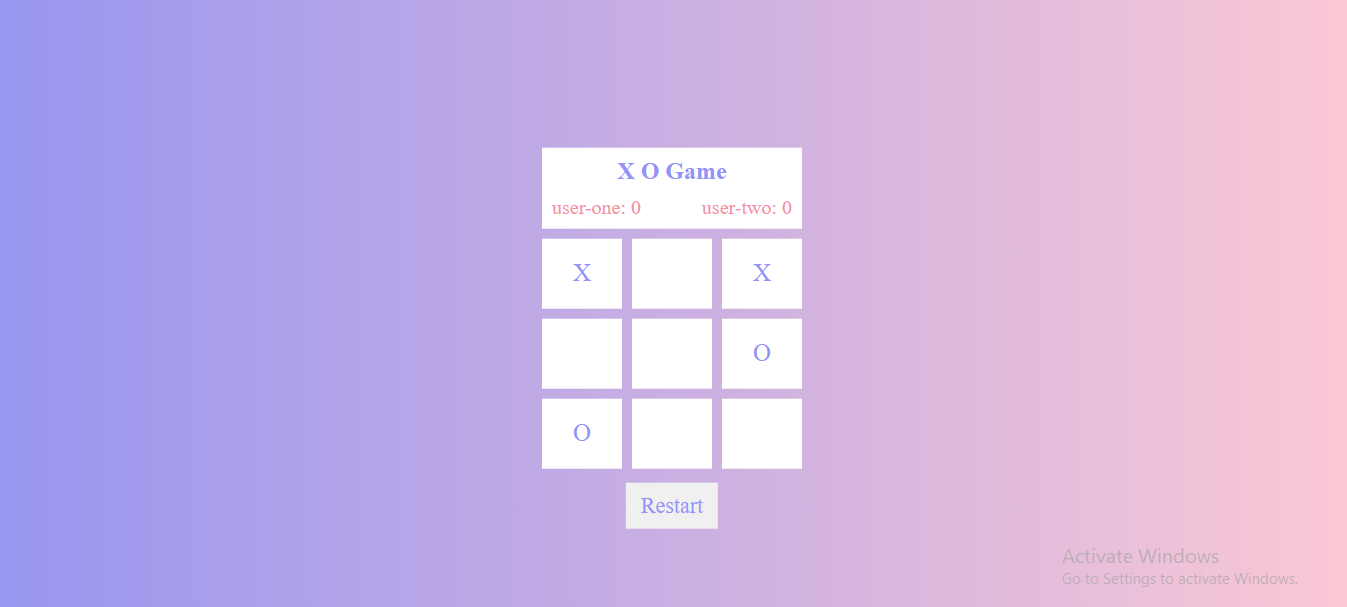 X O Game
user-one: 0 user-two: 0
X X
O
O
Restart
Activate Windows
Go to Settings to activate Windows.